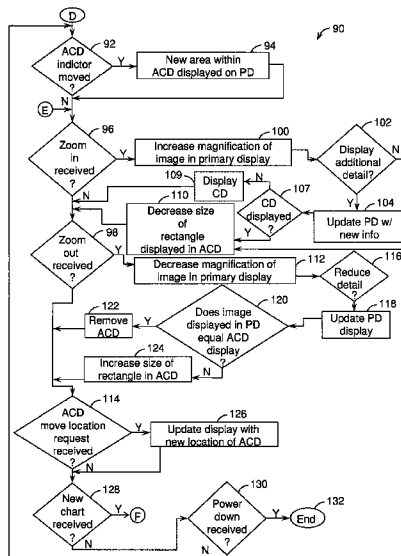 D
90
92
ACD
indictor
moved
?
Y
94
New area within
ACD displayed on PD
N
E
96
Zoom
in received
?
Y
100
Increase magnification of
image in primary display
102
Display
additional
detail?
N
Y
104
Update PD w/
new info
107
CD
displayed
?
N
Y
109
Display
CD
110
Decrease size
of
rectangle
displayed in ACD
N
98
Zoom
out received
?
Y
112
Decrease magnification of
image in primary display
116
Reduce
detail
?
Y
118
Update PD
display
120
Does image
displayed in PD
equal ACD
display
?
Y
N
122
Remove
ACD
124
Increase size of
rectangle in ACD
114
ACD
move location
request
received
?
Y
126
Update display with
new location of ACD
N
128
New
chart
received
?
Y
F
N
130
Power
down
received
?
Y
132
End
N